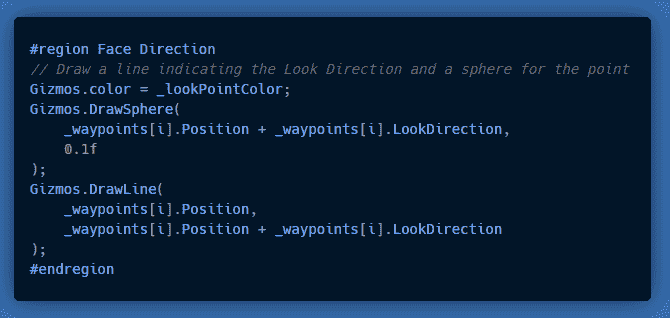 #region Face Direction
// Draw a line indicating the Look Direction and a sphere for the point
Gizmos.color = _lookPointColor;
Gizmos.DrawSphere(
    _waypoints[i].Position + _waypoints[i].LookDirection,
    0.1f
);
Gizmos.DrawLine(
    _waypoints[i].Position,
    _waypoints[i].Position + _waypoints[i].LookDirection
);
#endregion